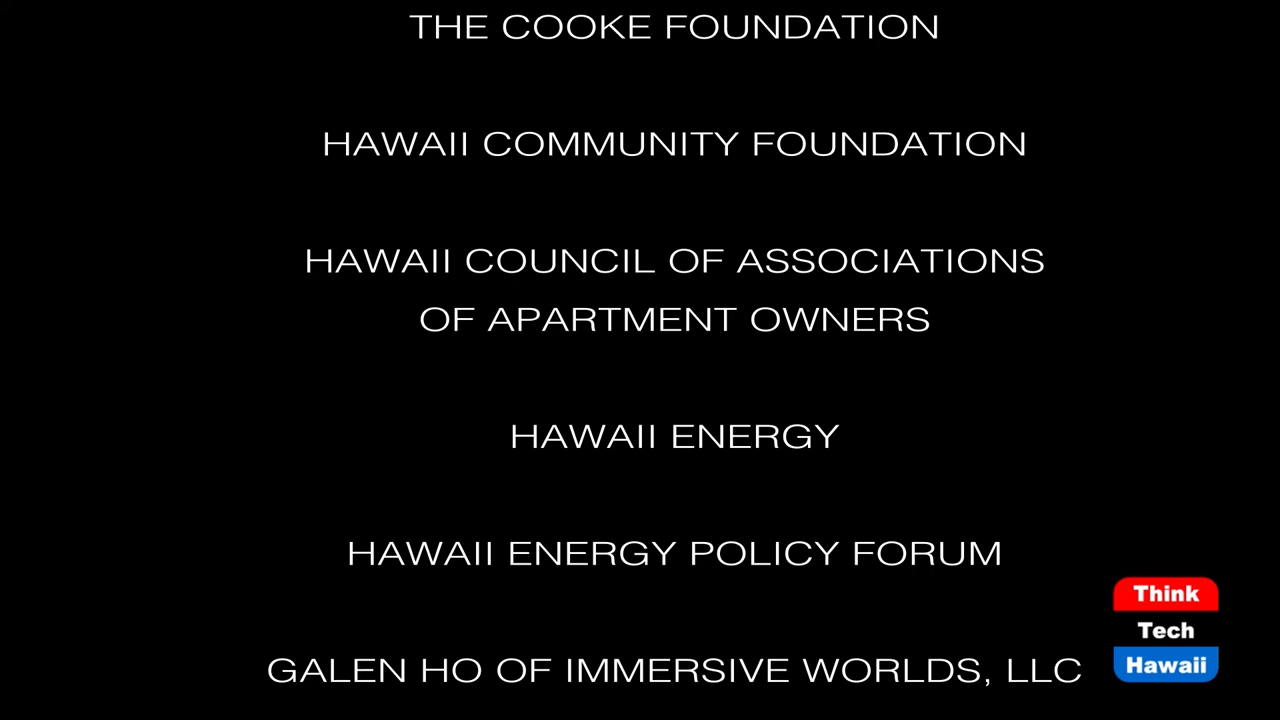 THE COOKE FOUNDATION
HAWAII COMMUNITY FOUNDATION
HAWAII COUNCIL OF ASSOCIATIONS
OF APARTMENT OWNERS
HAWAII ENERGY
HAWAII ENERGY POLICY FORUM
GALEN HO OF IMMERSIVE WORLDS, LLC
Think
Tech
Hawaii